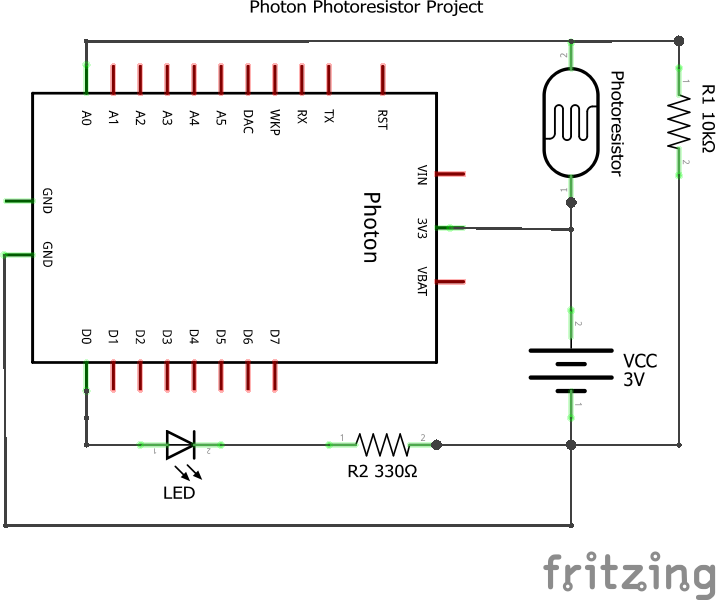 Photon Photoresistor Project
A0 A1 A2 A3 A4 A5 DAC WKP RX TX RST
2
Photoresistor
1
1
R1 10kΩ
2
VIN
3V3
VBAT
GND
GND
Photon
D0 D1 D2 D3 D4 D5 D6 D7
2
VCC
3V
1
1
2
LED
1
2
R2 330Ω
fritzing